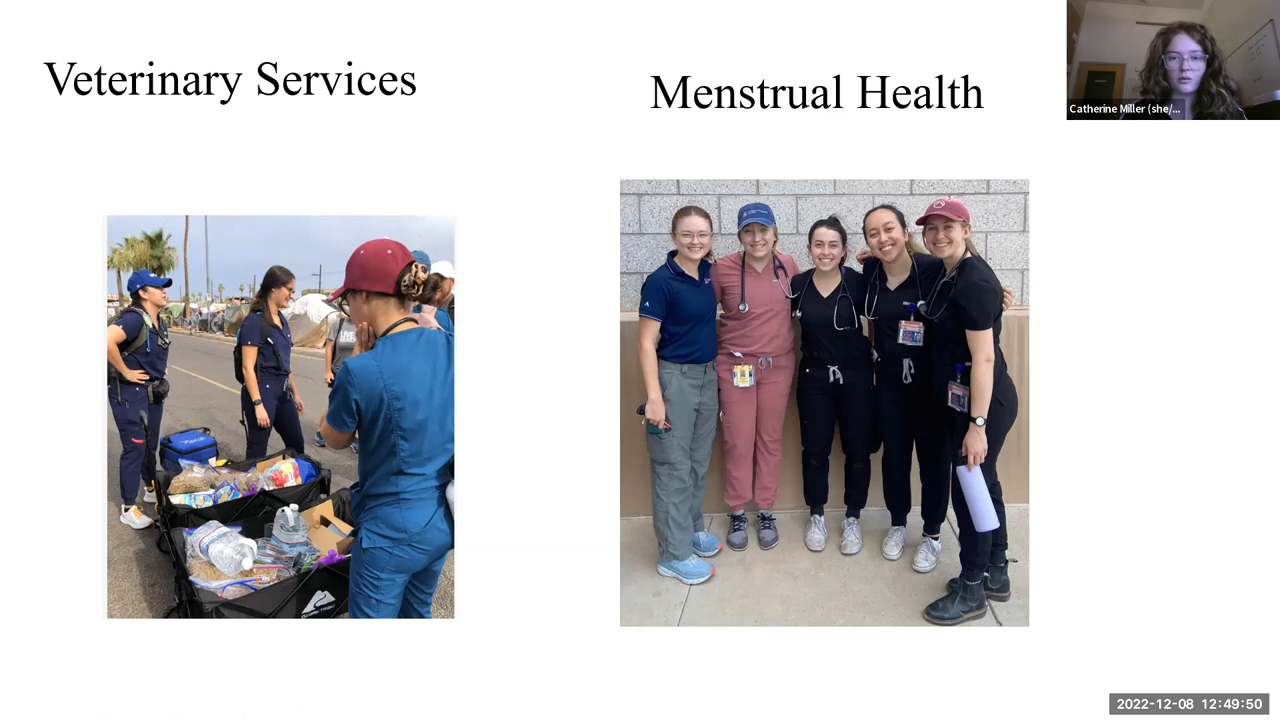 Veterinary Services
Menstrual Health
Catherine Miller (she/...
2022-12-08 12:49:50